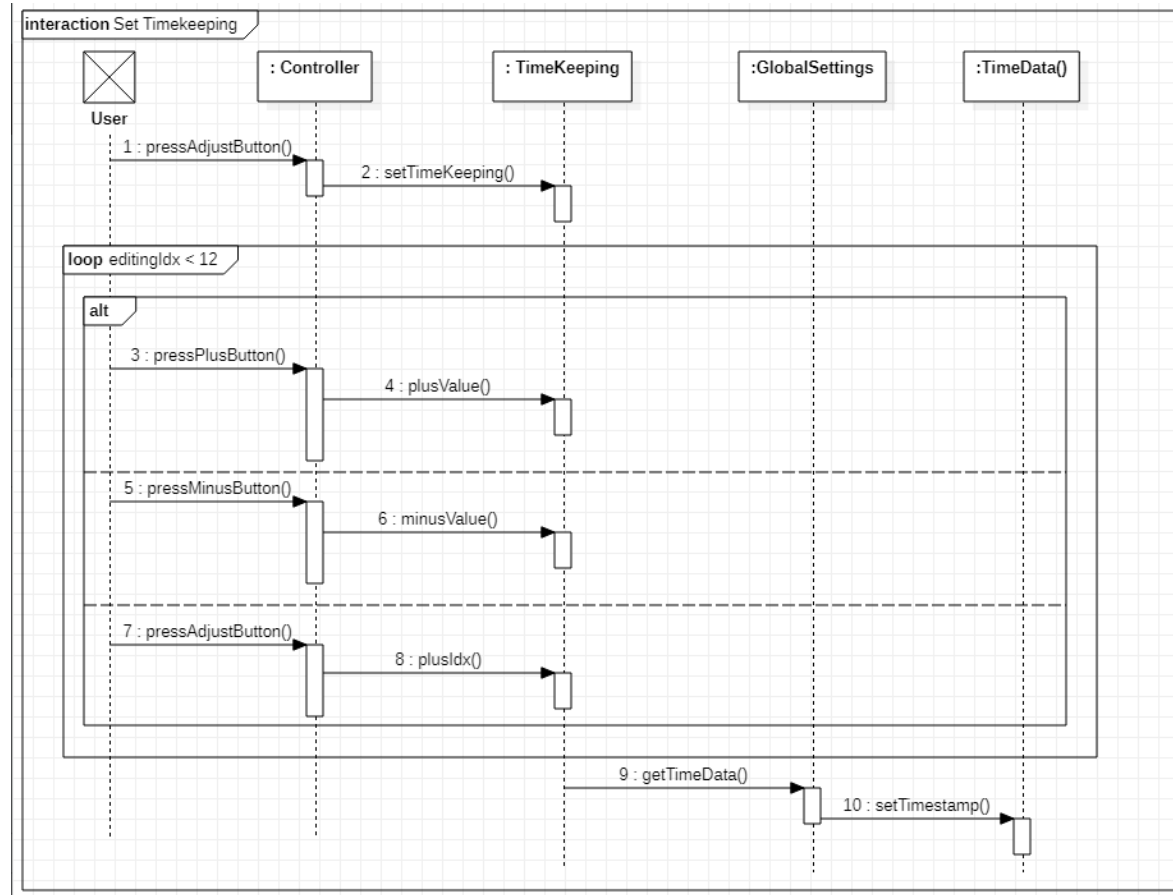 interaction Set Timekeeping
: Controller
: TimeKeeping
:GlobalSettings
:TimeData()
User
1 : pressAdjustButton()
2 : setTimeKeeping()
loop editingIdx < 12
alt
3 : pressPlusButton()
4 : plusValue()
5 : pressMinusButton()
6 : minusValue()
7 : pressAdjustButton()
8 : plusIdx()
9 : getTimeData()
10 : setTimestamp()